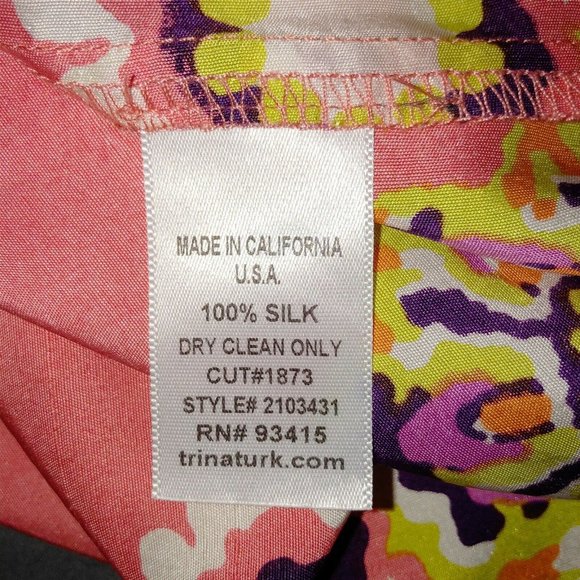 MADE IN CALIFORNIA
U.S.A.
100% SILK
DRY CLEAN ONLY
CUT#1873
STYLE# 2103431
RN# 93415
trinaturk.com